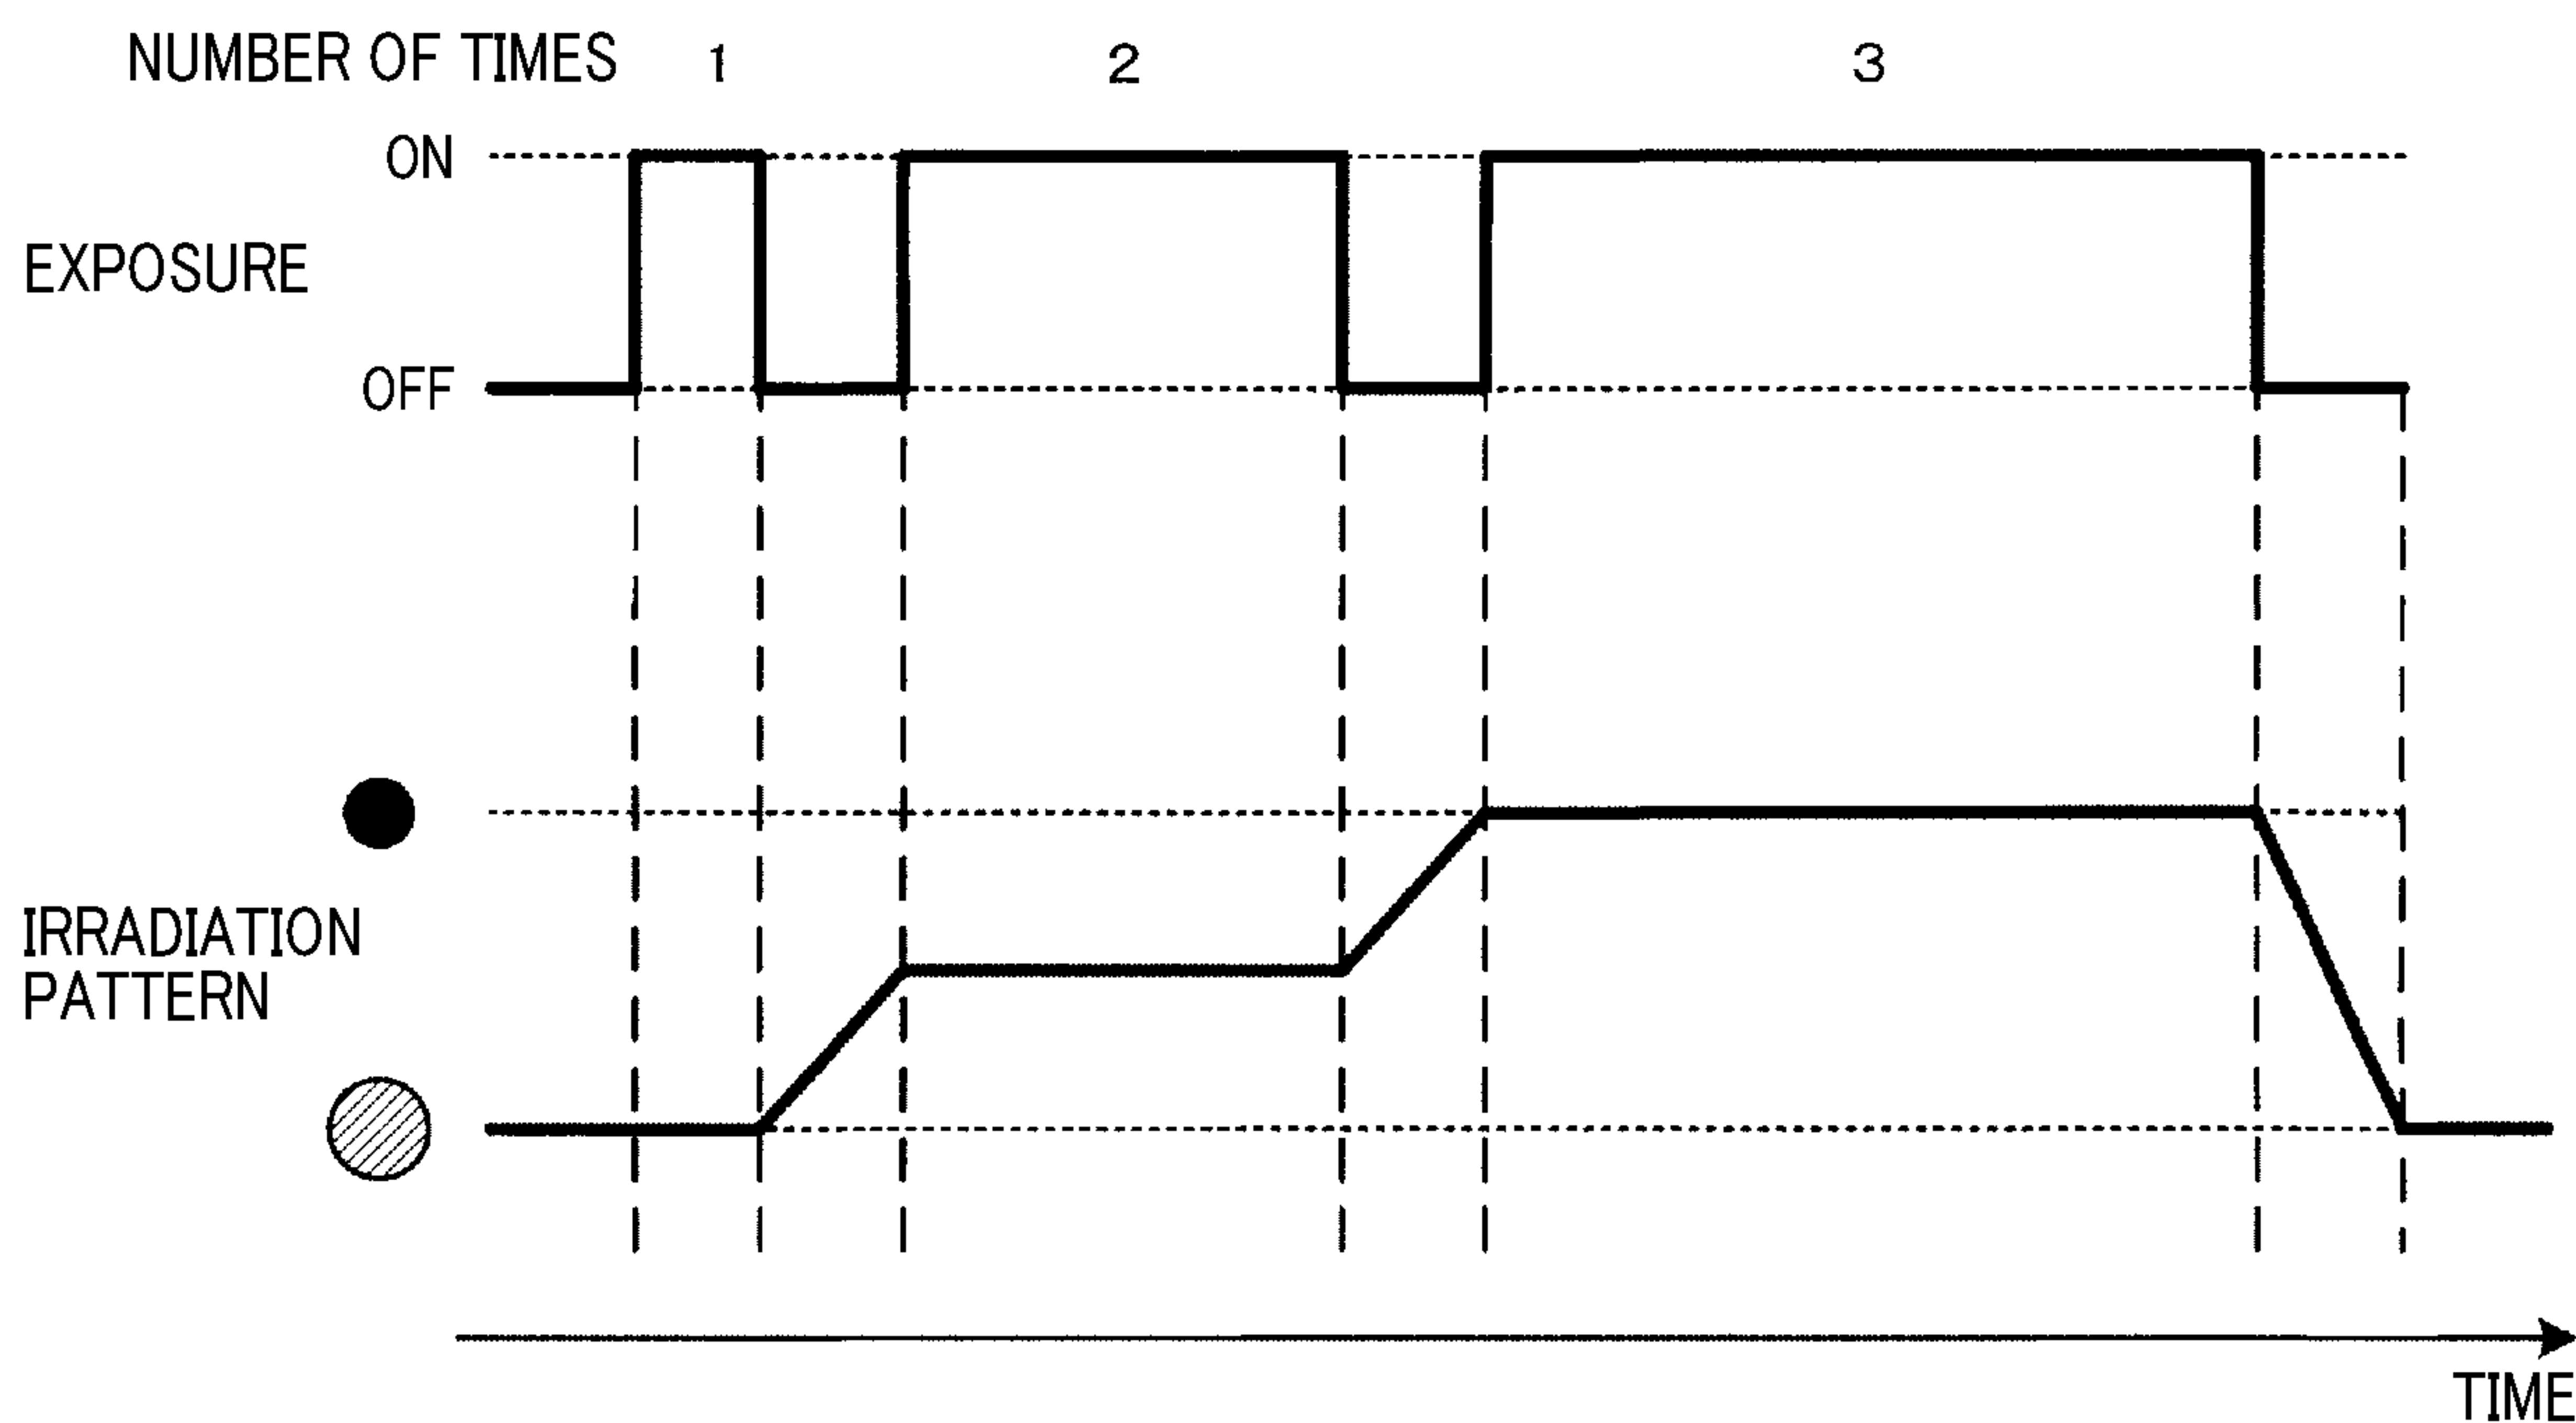 NUMBER OF TIMES 1 2 3
ON
EXPOSURE
OFF
IRRADIATION
PATTERN
TIME